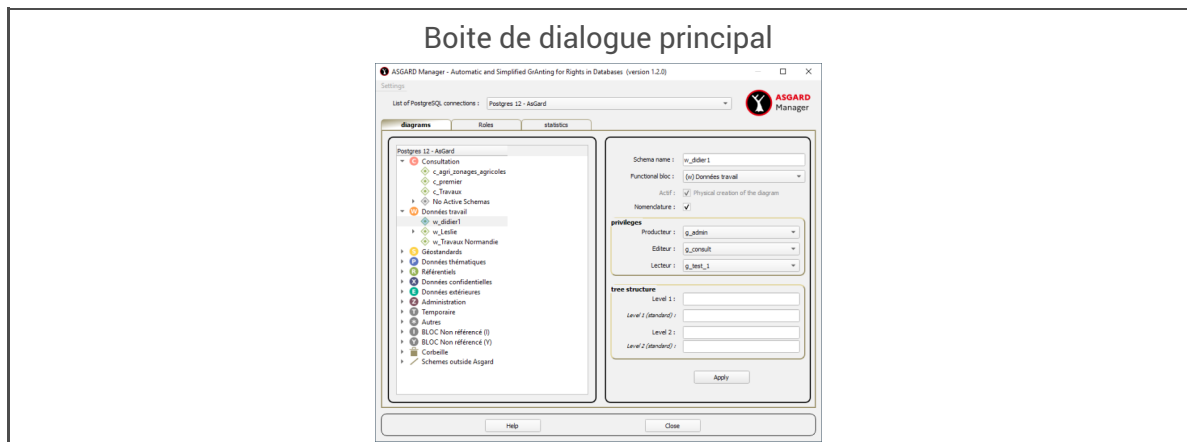 Boite de dialogue principal
ASGARD Manager - Automatic and Simplified GrAnting for Rights in Databases (version 1.2.0)
Settings
List of PostgreSQL connections : Postgres 12 - AsGard
ASGARD
Manager
diagrams Roles statistics
Postgres 12 - AsGard
C Consultation
c_agri_zonages_agricoles
c_premier
c_Travaux
No Active Schemas
W Données travail
w_didier1
w_Leslie
w_Travaux Normandie
S Géostandards
P Données thématiques
R Référentiels
X Données confidentielles
E Données extérieures
Z Administration
T Temporaire
Autres
I BLOC Non référencé (I)
Y BLOC Non référencé (Y)
Corbeille
Schemes outside Asgard
Schema name : w_didier1
Functional bloc : (w) Données travail
Actif : Physical creation of the diagram
Nomenclature :
privileges
Producteur : g_admin
Editeur : g_consult
Lecteur : g_test_1
tree structure
Level 1 :
Level 1 (standard) :
Level 2 :
Level 2 (standard) :
Apply
Help Close